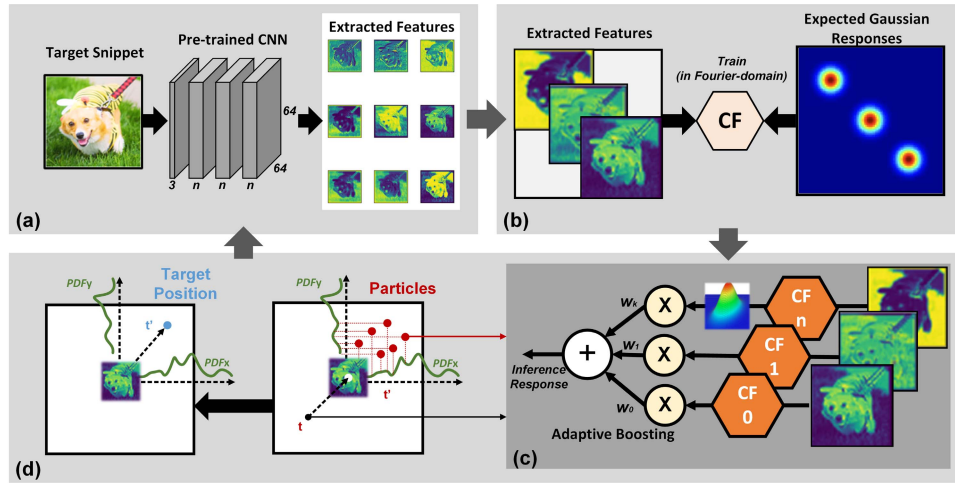 Target Snippet
Pre-trained CNN
Extracted Features
64
64
3 n n n
(a)
Extracted Features
Train
(in Fourier-domain)
CF
Expected Gaussian
Responses
(b)
PDFY
Target
Position
t'
PDFX
PDFY
Particles
PDFX
t'
t
(d)
CF
n
CF
1
CF
0
Wk
W1
W0
X
X
X
+
Inference
Response
Adaptive Boosting
(c)